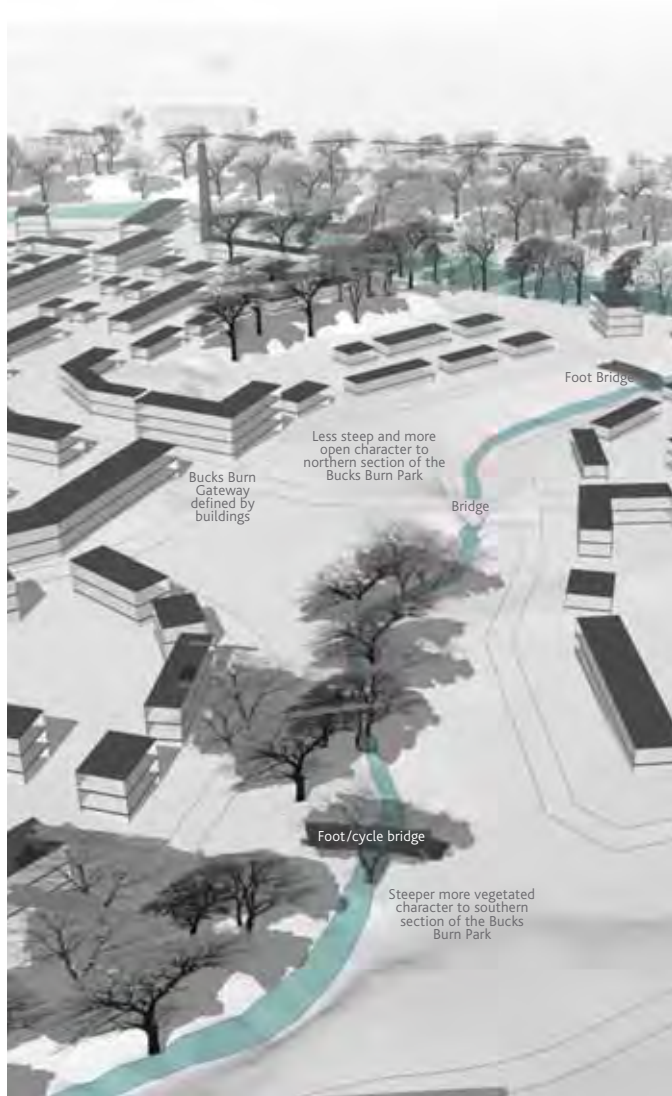 Foot Bridge
Less steep and more
open character to
northern section of the
Bucks Burn Park
Bucks Burn
Gateway
defined by
buildings
Bridge
Foot/cycle bridge
Steeper more vegetated
character to southern
section of the Bucks
Burn Park